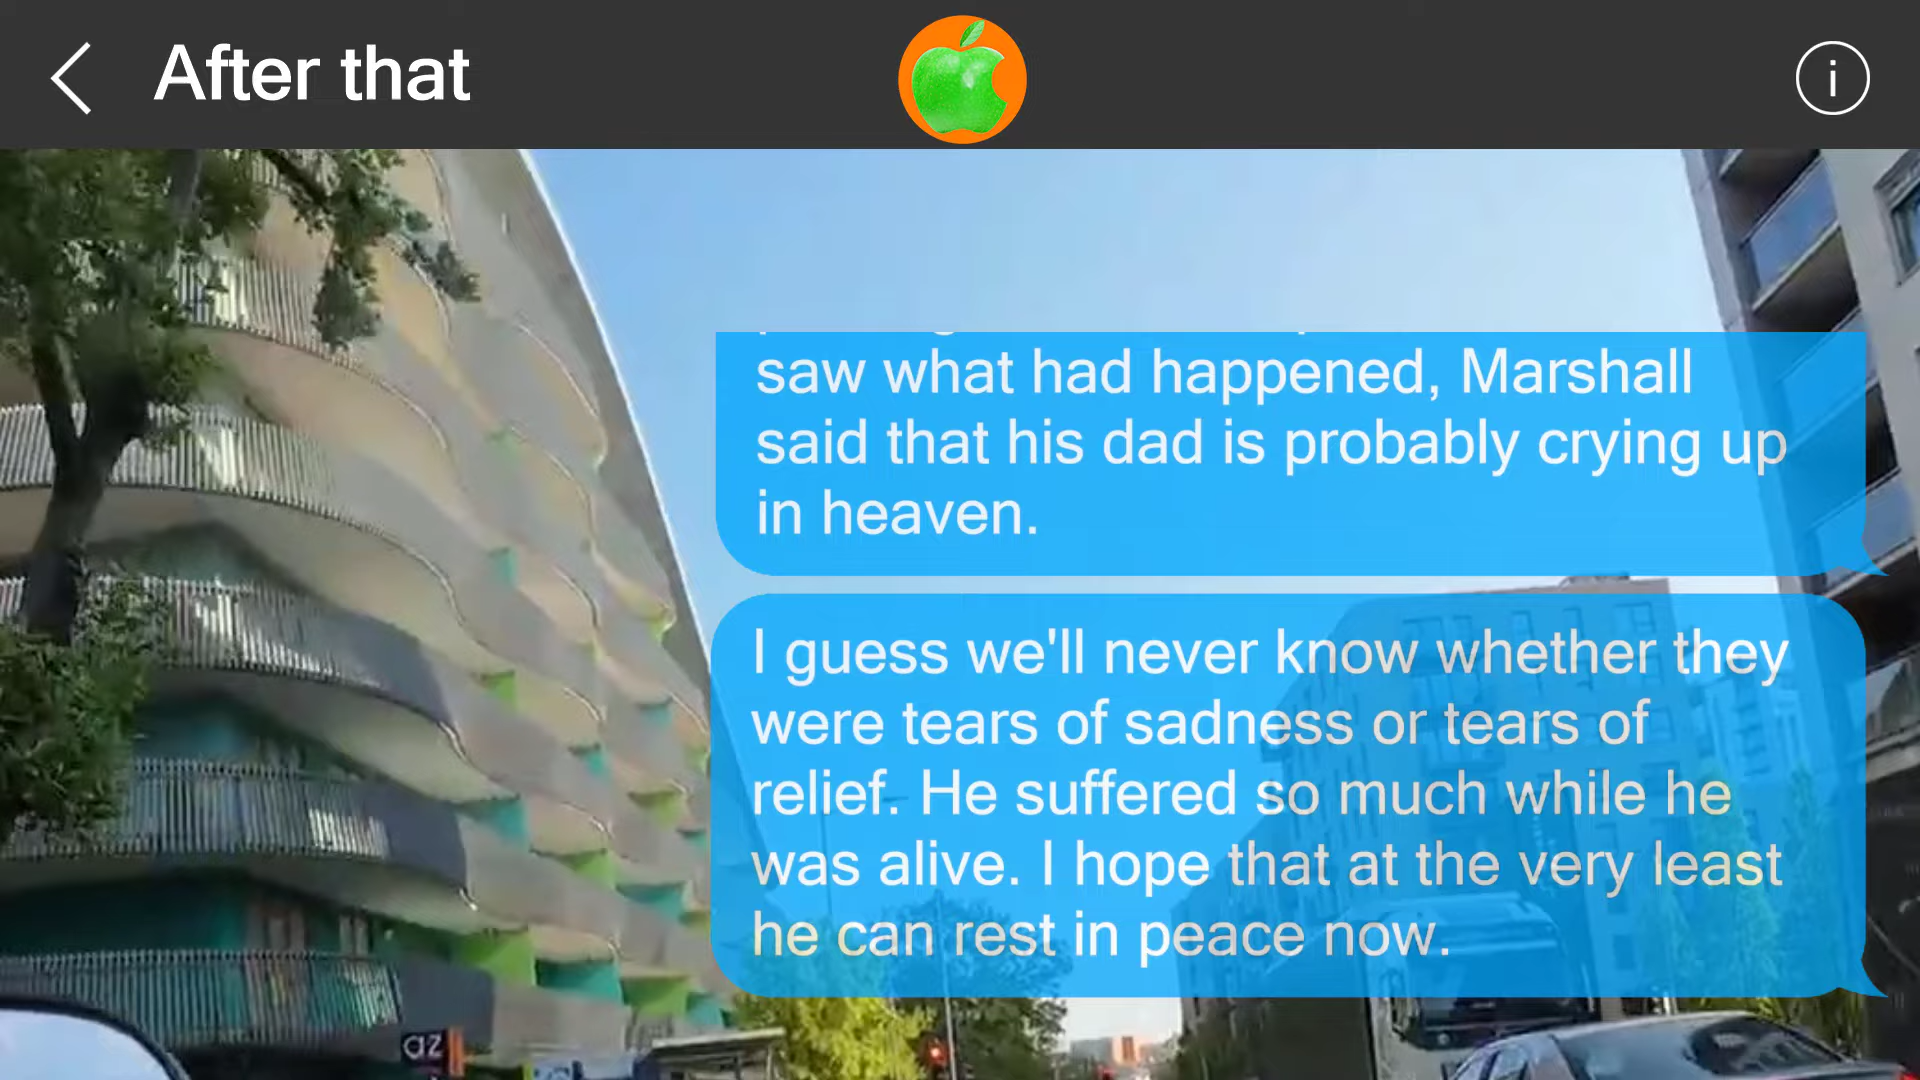 After that
saw what had happened, Marshall
said that his dad is probably crying up
in heaven.
I guess we'll never know whether they
were tears of sadness or tears of
relief. He suffered so much while he
was alive. I hope that at the very least
he can rest in peace now.
az